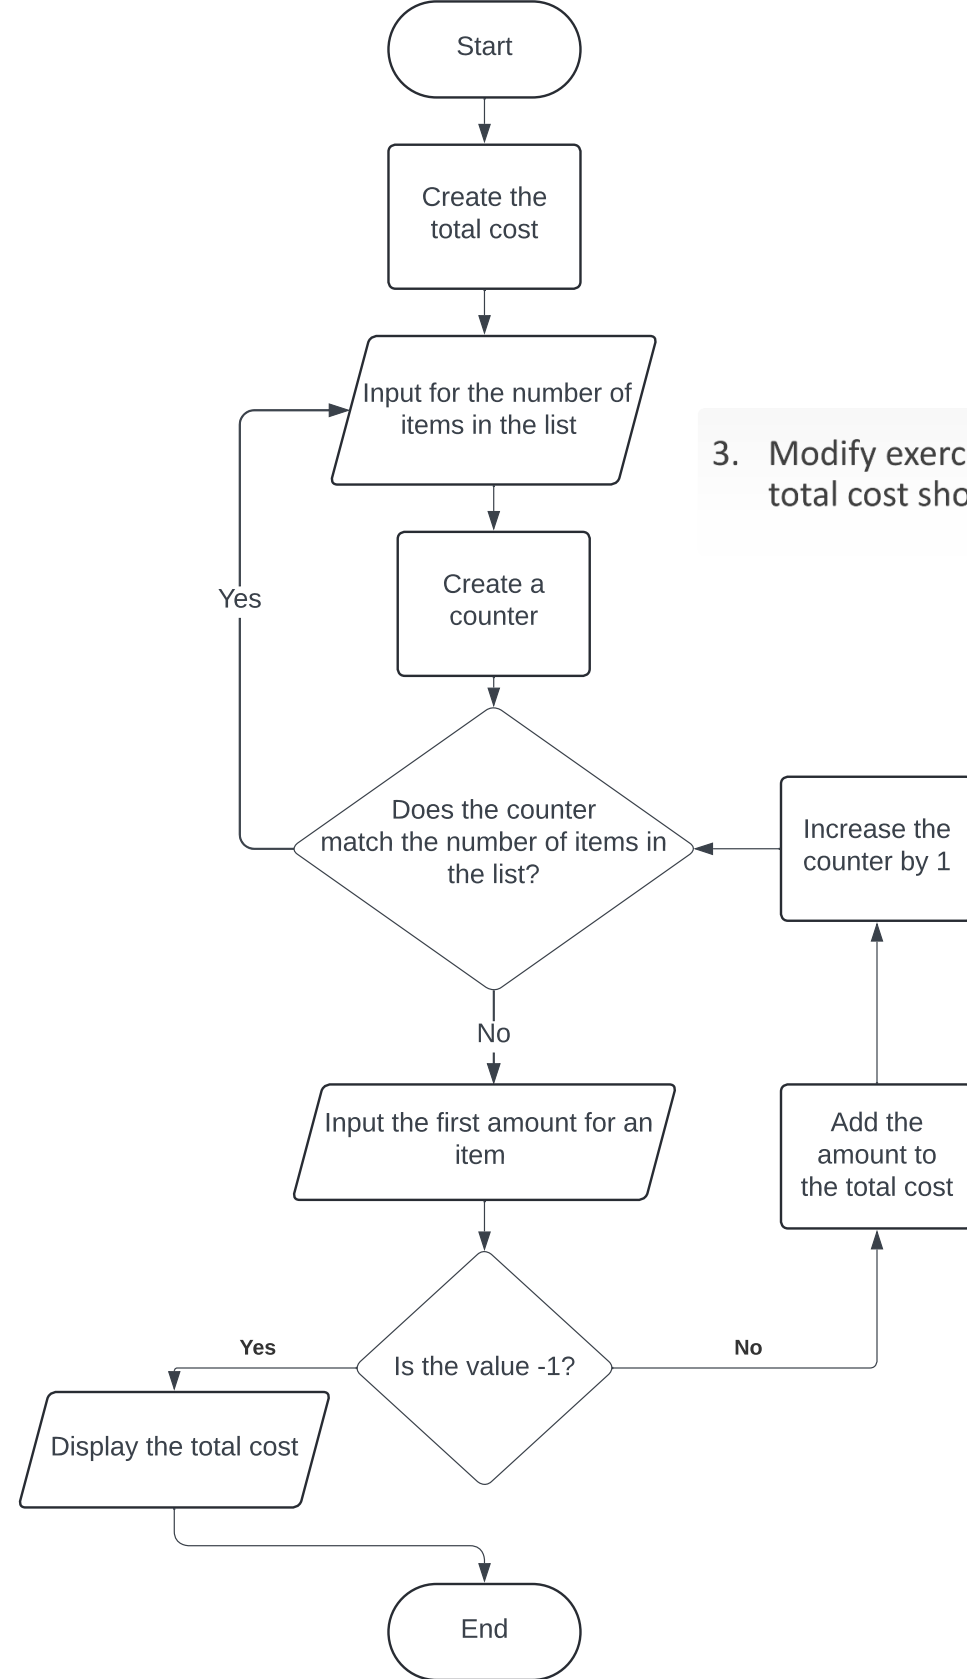 Start
Create the
total cost
Input for the number of
items in the list
3. Modify
total cost
Yes
Create a
counter
Does the counter
match the number of items in
the list?
Increase the
counter by 1
No
Input the first amount for an
item
Add the
amount to
the total cost
Yes
Is the value -1?
No
Display the total cost
End